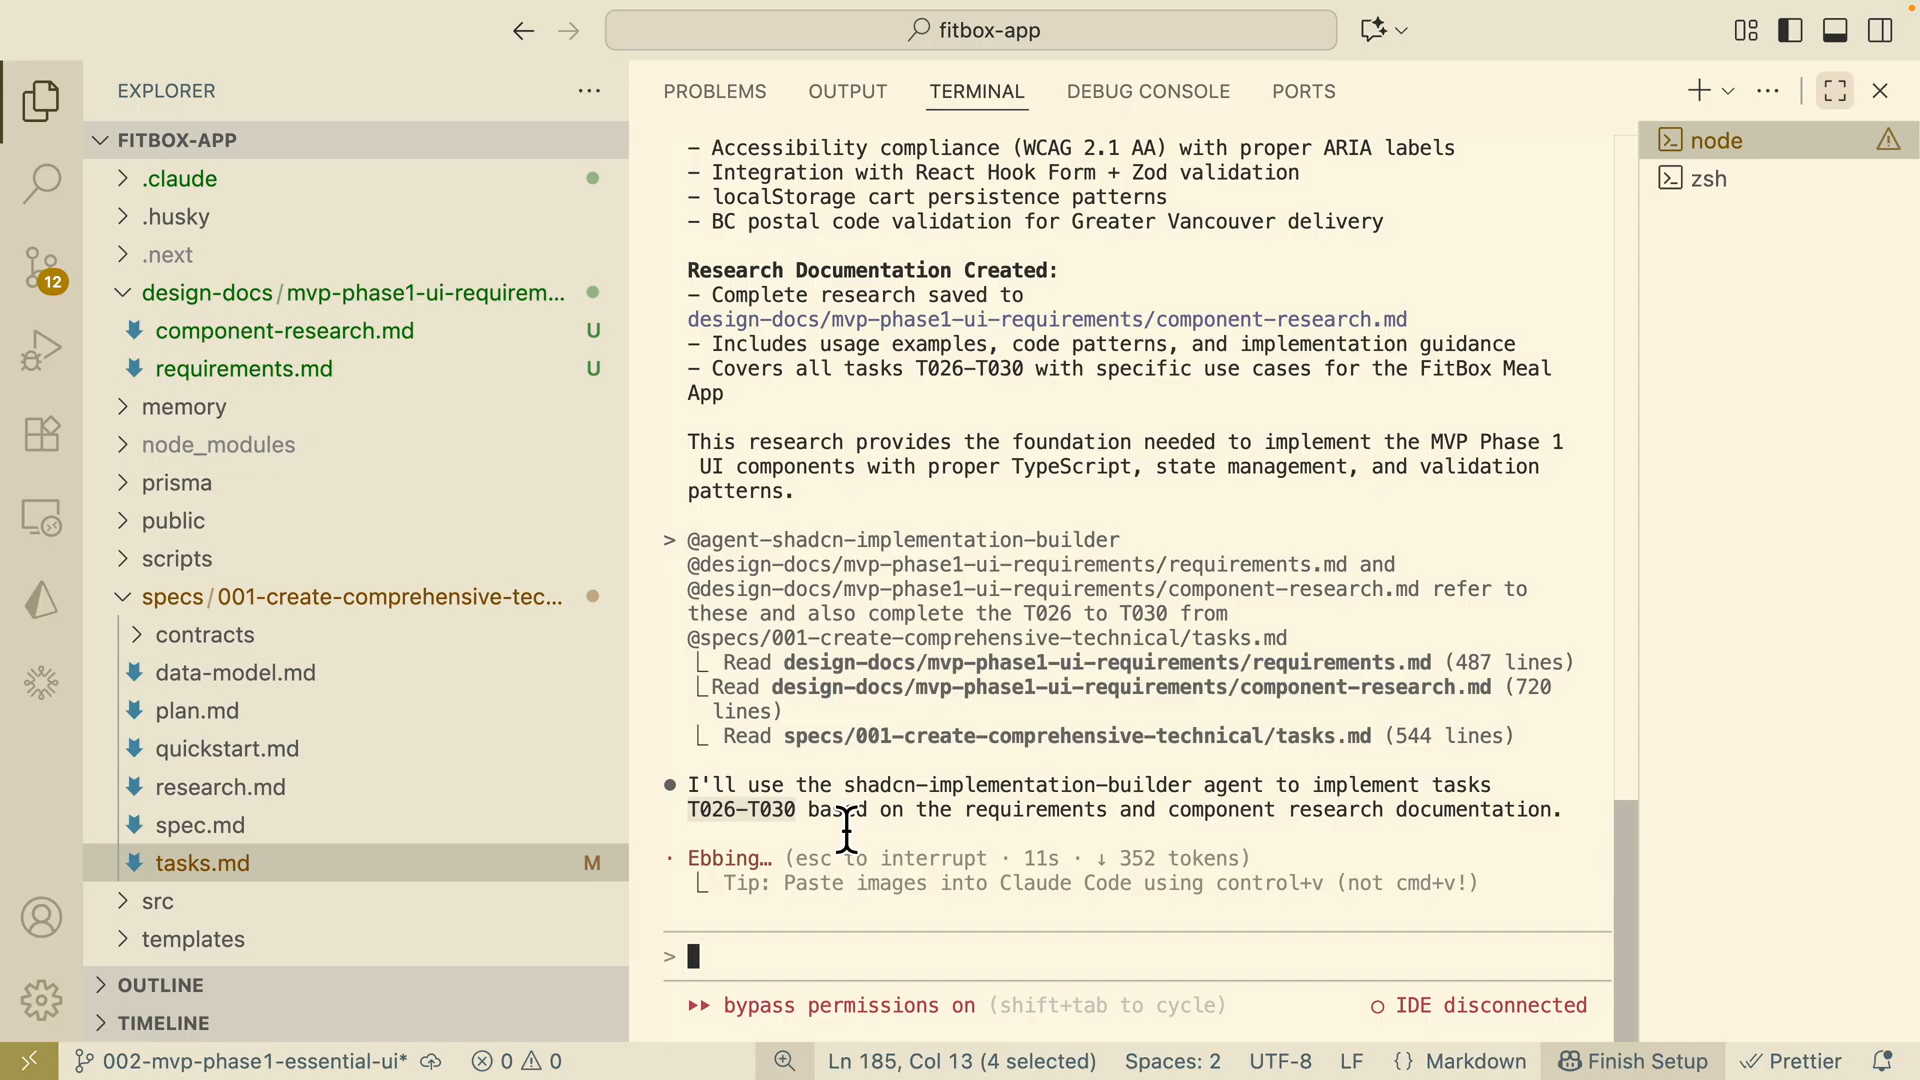 fitbox-app
EXPLORER
FITBOX-APP
.claude
.husky
.next
design-docs/mvp-phase1-ui-requirem...
component-research.md U
requirements.md U
memory
node_modules
prisma
public
scripts
specs/001-create-comprehensive-tec...
contracts
data-model.md
plan.md
quickstart.md
research.md
spec.md
tasks.md M
src
templates
OUTLINE
TIMELINE
12
PROBLEMS OUTPUT TERMINAL DEBUG CONSOLE PORTS
node
zsh
– Accessibility compliance (WCAG 2.1 AA) with proper ARIA labels
– Integration with React Hook Form + Zod validation
– localStorage cart persistence patterns
– BC postal code validation for Greater Vancouver delivery
Research Documentation Created:
– Complete research saved to
design-docs/mvp-phase1-ui-requirements/component-research.md
– Includes usage examples, code patterns, and implementation guidance
– Covers all tasks T026–T030 with specific use cases for the FitBox Meal
App
This research provides the foundation needed to implement the MVP Phase 1
UI components with proper TypeScript, state management, and validation
patterns.
> @agent-shadcn-implementation-builder
@design-docs/mvp-phase1-ui-requirements/requirements.md and
@design-docs/mvp-phase1-ui-requirements/component-research.md refer to
these and also complete the T026 to T030 from
@specs/001-create-comprehensive-technical/tasks.md
Read design-docs/mvp-phase1-ui-requirements/requirements.md (487 lines)
Read design-docs/mvp-phase1-ui-requirements/component-research.md (720
lines)
Read specs/001-create-comprehensive-technical/tasks.md (544 lines)
● I'll use the shadcn-implementation-builder agent to implement tasks
T026–T030 based on the requirements and component research documentation.
· Ebbing… (esc to interrupt · 11s · ↓ 352 tokens)
Tip: Paste images into Claude Code using control+v (not cmd+v!)
>
bypass permissions on (shift+tab to cycle) IDE disconnected
002-mvp-phase1-essential-ui* 0 0 Ln 185, Col 13 (4 selected) Spaces: 2 UTF-8 LF {} Markdown Finish Setup Prettier